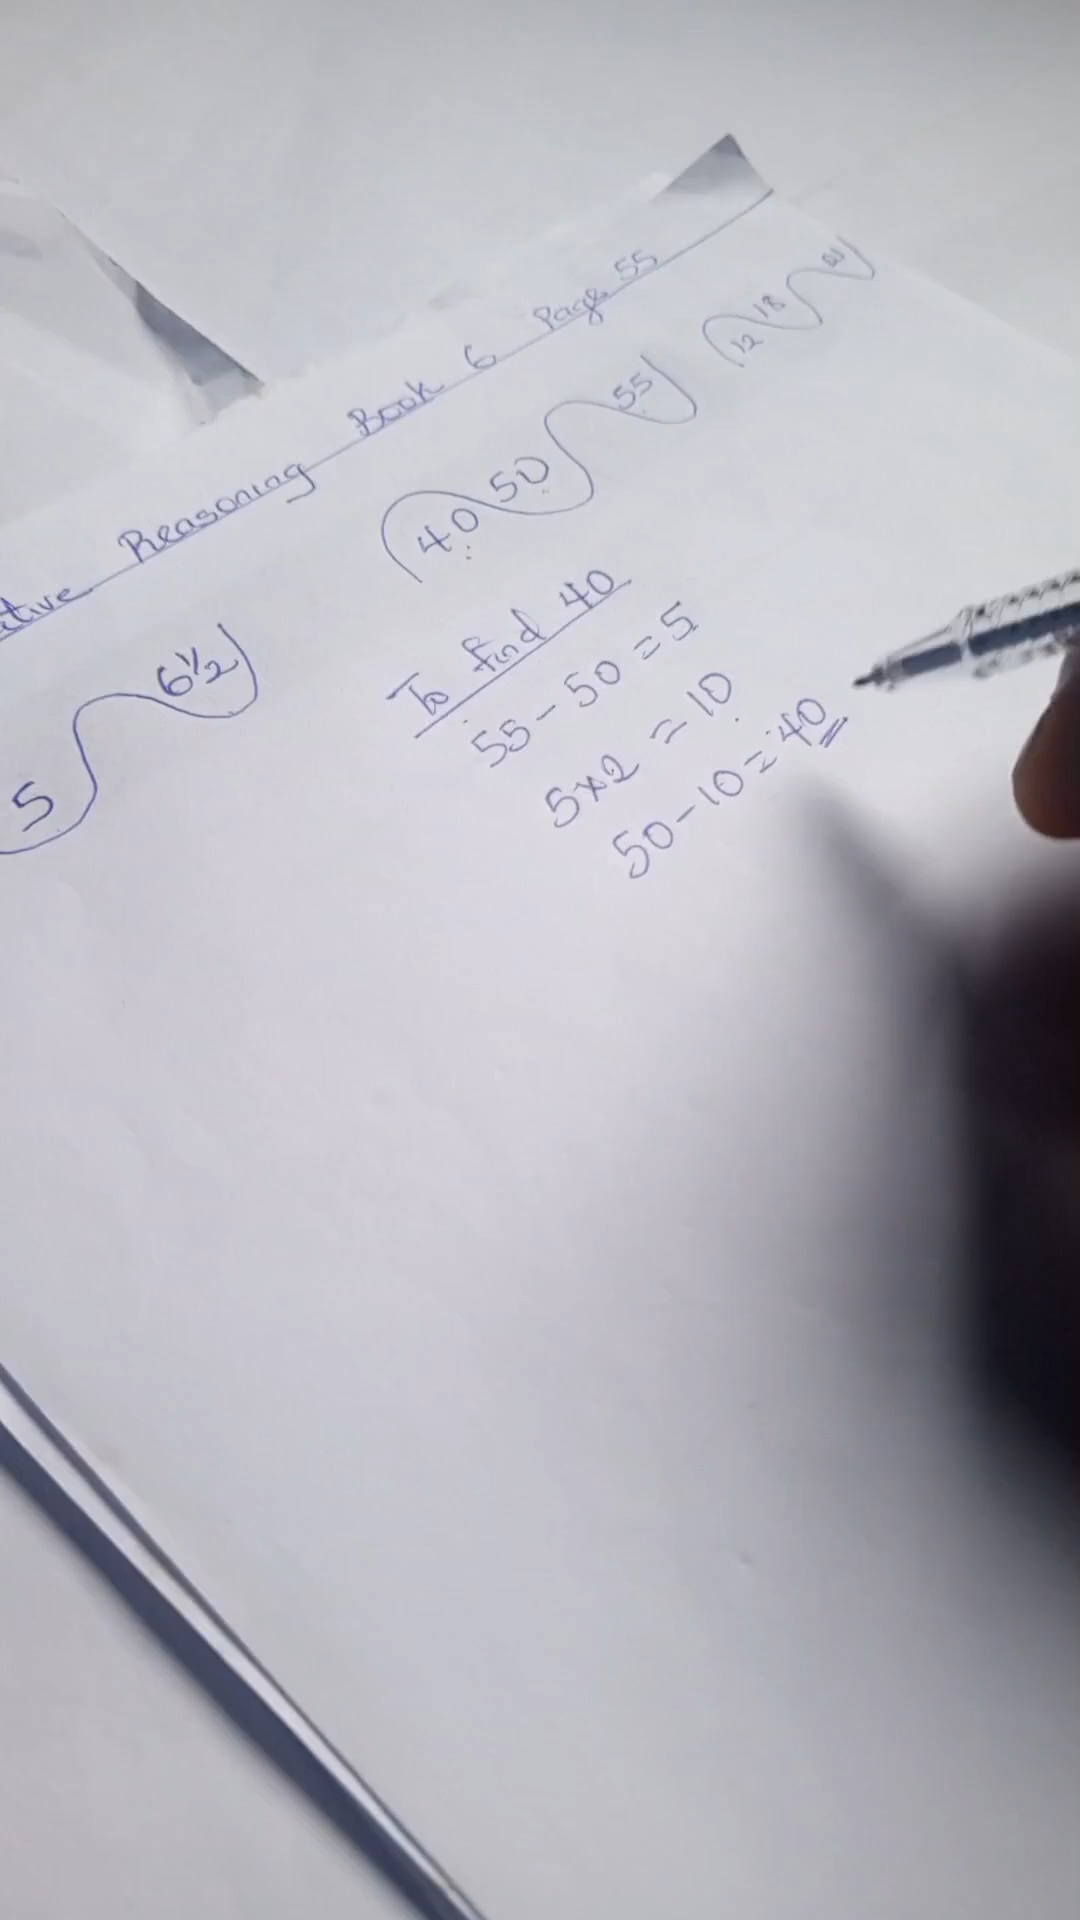 Reasoning Book 6 Page 55
5 6½
40 50 55
12 18 21
To find 40
55 - 50 = 5
5 x 2 = 10
50 - 10 = 40